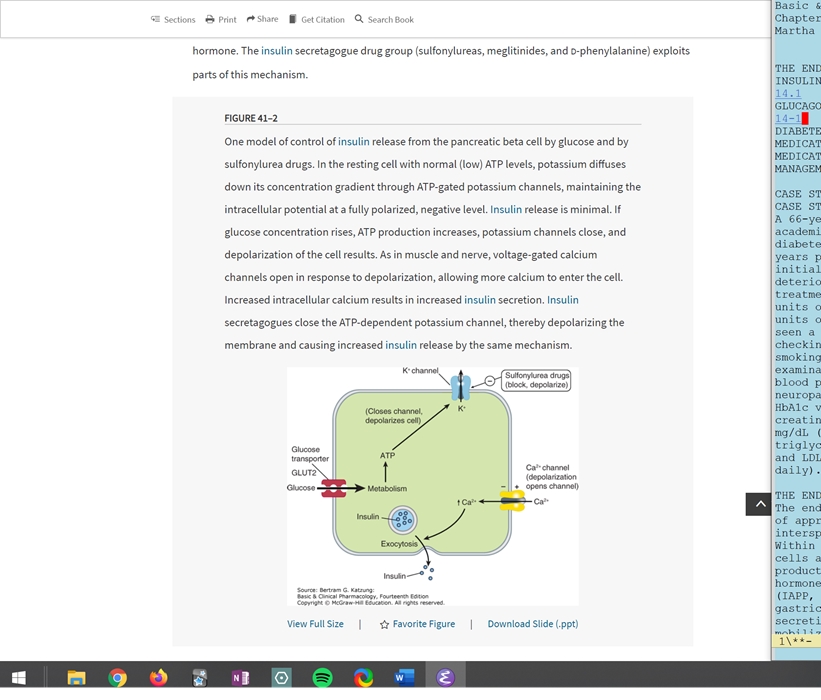 Sections Print Share Get Citation Search Book
hormone. The insulin secretagogue drug group (sulfonylureas, meglitinides, and D-phenylalanine) exploits
parts of this mechanism.
FIGURE 41–2
One model of control of insulin release from the pancreatic beta cell by glucose and by
sulfonylurea drugs. In the resting cell with normal (low) ATP levels, potassium diffuses
down its concentration gradient through ATP-gated potassium channels, maintaining the
intracellular potential at a fully polarized, negative level. Insulin release is minimal. If
glucose concentration rises, ATP production increases, potassium channels close, and
depolarization of the cell results. As in muscle and nerve, voltage-gated calcium
channels open in response to depolarization, allowing more calcium to enter the cell.
Increased intracellular calcium results in increased insulin secretion. Insulin
secretagogues close the ATP-dependent potassium channel, thereby depolarizing the
membrane and causing increased insulin release by the same mechanism.
K⁺ channel
Sulfonylurea drugs
(block, depolarize)
K⁺
(Closes channel,
depolarizes cell)
Glucose
transporter
GLUT2
Glucose
ATP
Metabolism
Ca²⁺ channel
(depolarization
opens channel)
− +
↑ Ca²⁺
Ca²⁺
Insulin
Exocytosis
Insulin
Source: Bertram G. Katzung:
Basic & Clinical Pharmacology, Fourteenth Edition
Copyright © McGraw-Hill Education. All rights reserved.
View Full Size | Favorite Figure | Download Slide (.ppt)
Basic &
Chapter
Martha
THE END
INSULIN
14.1
GLUCAGO
14-1
DIABETE
MEDICAT
MEDICAT
MANAGEM
CASE ST
CASE ST
A 66-ye
academi
diabete
years p
initial
deterio
treatme
units o
units o
seen a
checkin
smoking
examina
blood p
neuropa
HbA1c v
creatin
mg/dL (
triglyc
and LDL
daily).
THE END
The end
of appr
intersp
Within
cells a
product
hormone
(IAPP,
gastric
secreti
mobiliz
1\**-